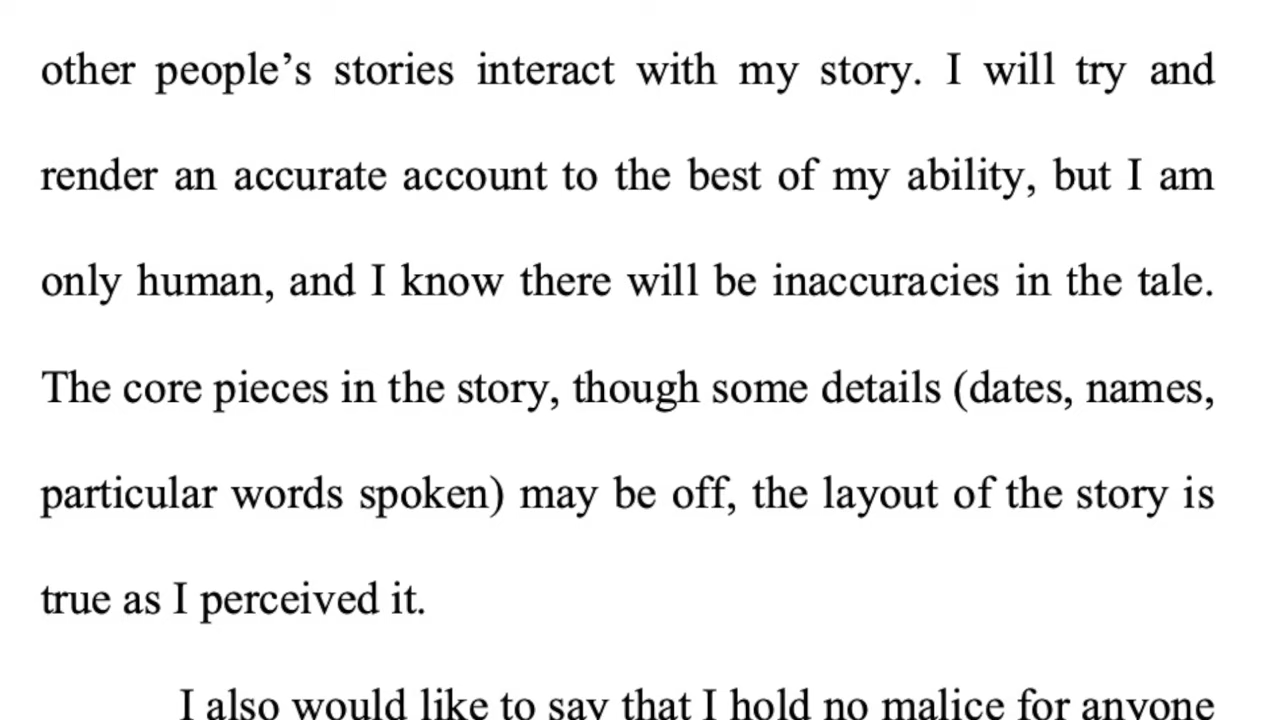 other people’s stories interact with my story. I will try and
render an accurate account to the best of my ability, but I am
only human, and I know there will be inaccuracies in the tale.
The core pieces in the story, though some details (dates, names,
particular words spoken) may be off, the layout of the story is
true as I perceived it.
I also would like to say that I hold no malice for anyone